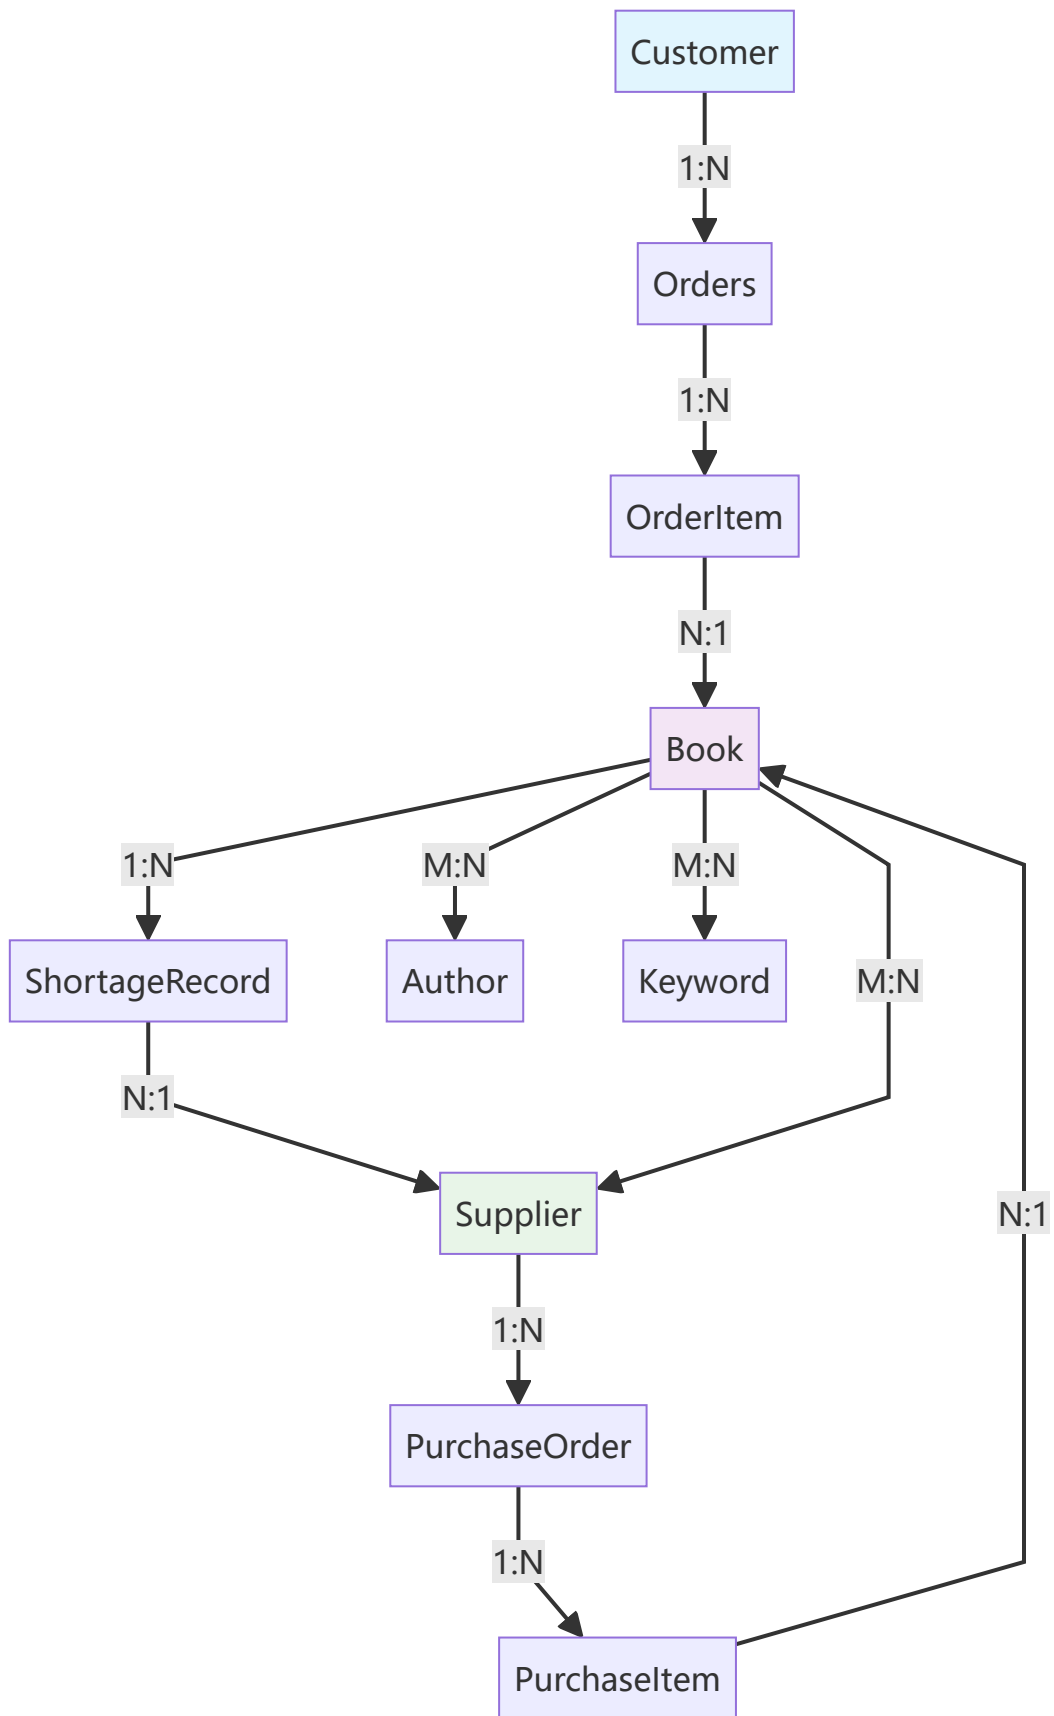 Customer
1:N
Orders
1:N
OrderItem
N:1
Book
1:N
M:N
M:N
ShortageRecord
Author
Keyword
M:N
N:1
Supplier
N:1
1:N
PurchaseOrder
1:N
PurchaseItem